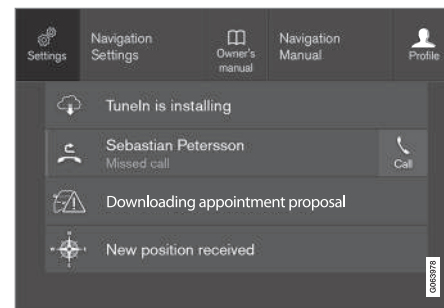 Settings
Navigation
Settings
Owner's
manual
Navigation
Manual
Profile
TuneIn is installing
Sebastian Petersson
Missed call
Call
Downloading appointment proposal
New position received
G063978